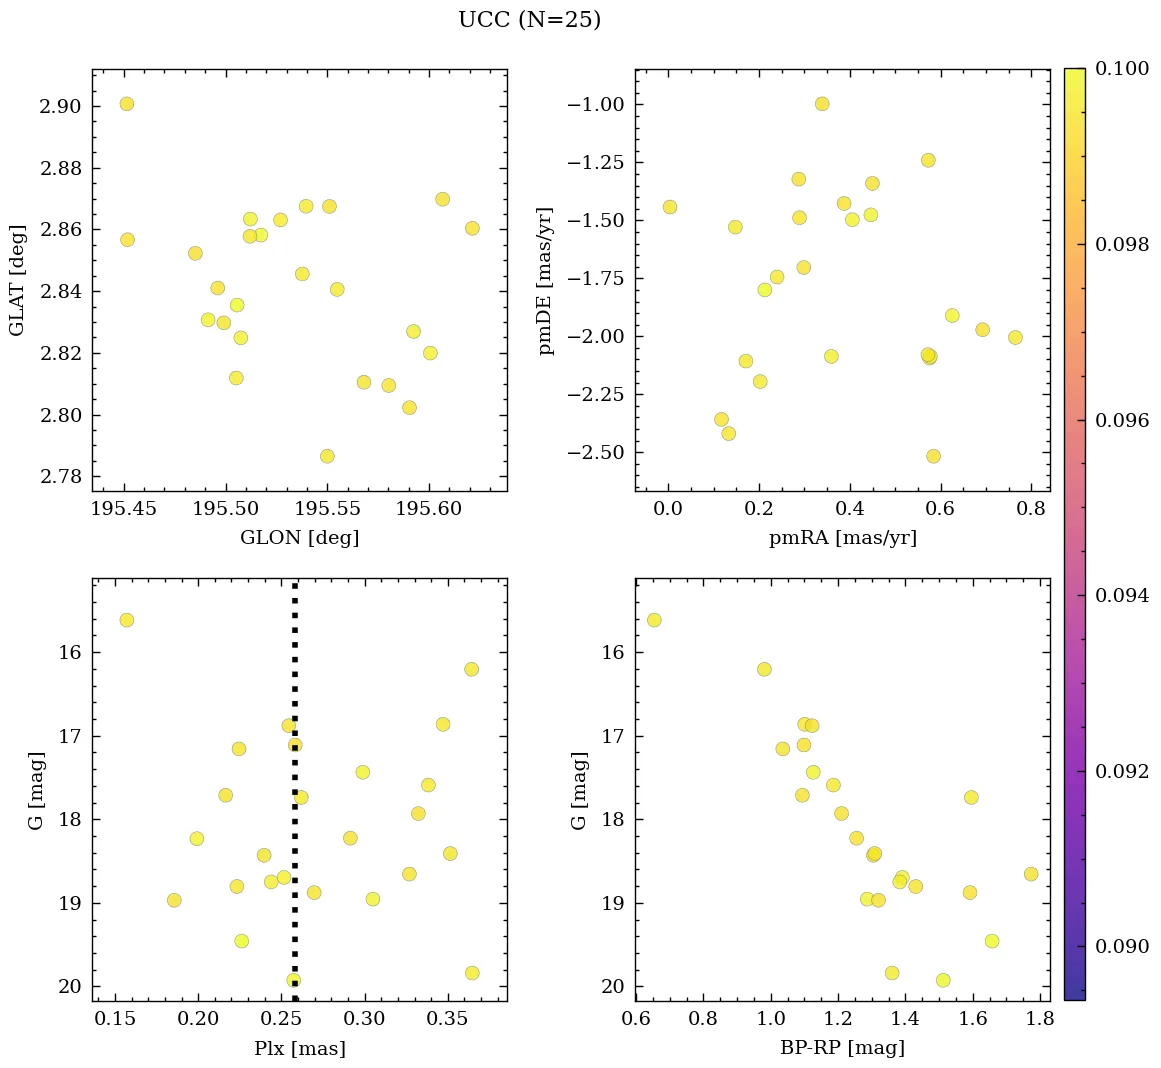 UCC (N=25)
2.90
2.88
2.86
2.84
2.82
2.80
2.78
GLAT [deg]
195.45 195.50 195.55 195.60
GLON [deg]
−1.00
−1.25
−1.50
−1.75
−2.00
−2.25
−2.50
pmDE [mas/yr]
0.0 0.2 0.4 0.6 0.8
pmRA [mas/yr]
0.100
0.098
0.096
0.094
0.092
0.090
16
17
18
19
20
G [mag]
0.15 0.20 0.25 0.30 0.35
Plx [mas]
16
17
18
19
20
G [mag]
0.6 0.8 1.0 1.2 1.4 1.6 1.8
BP-RP [mag]